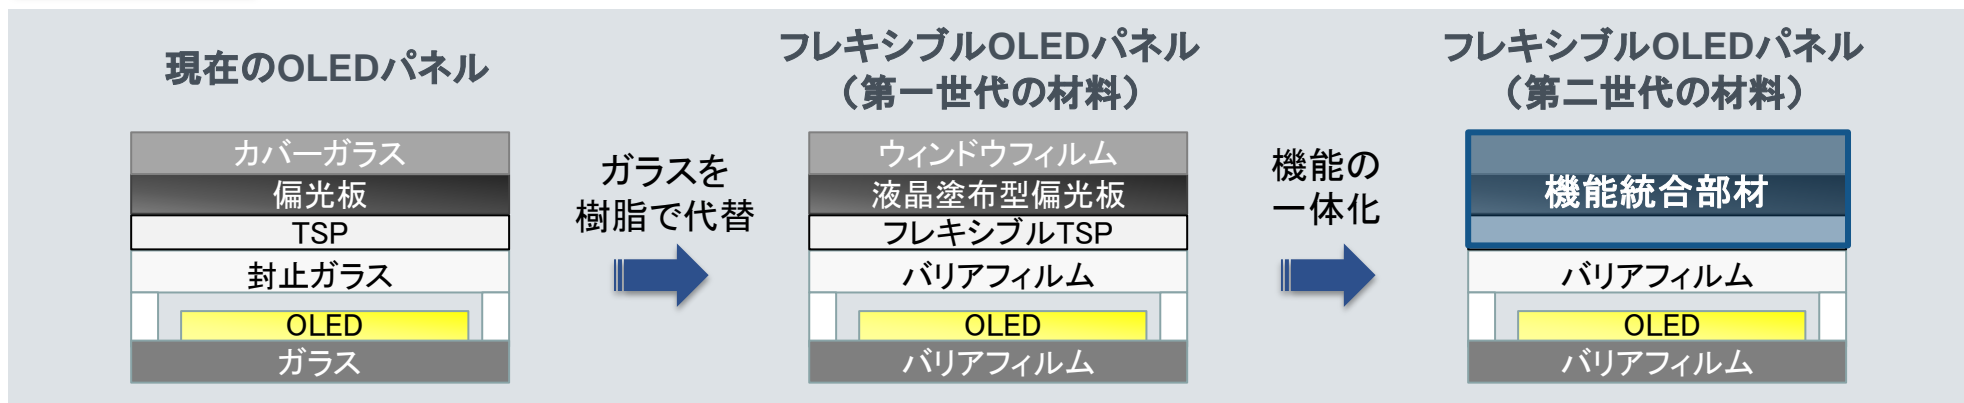 現在のOLEDパネル
カバーガラス
偏光板
TSP
封止ガラス
OLED
ガラス
ガラスを
樹脂で代替
フレキシブルOLEDパネル
（第一世代の材料）
ウィンドウフィルム
液晶塗布型偏光板
フレキシブルTSP
バリアフィルム
OLED
バリアフィルム
機能の
一体化
フレキシブルOLEDパネル
（第二世代の材料）
機能統合部材
バリアフィルム
OLED
バリアフィルム